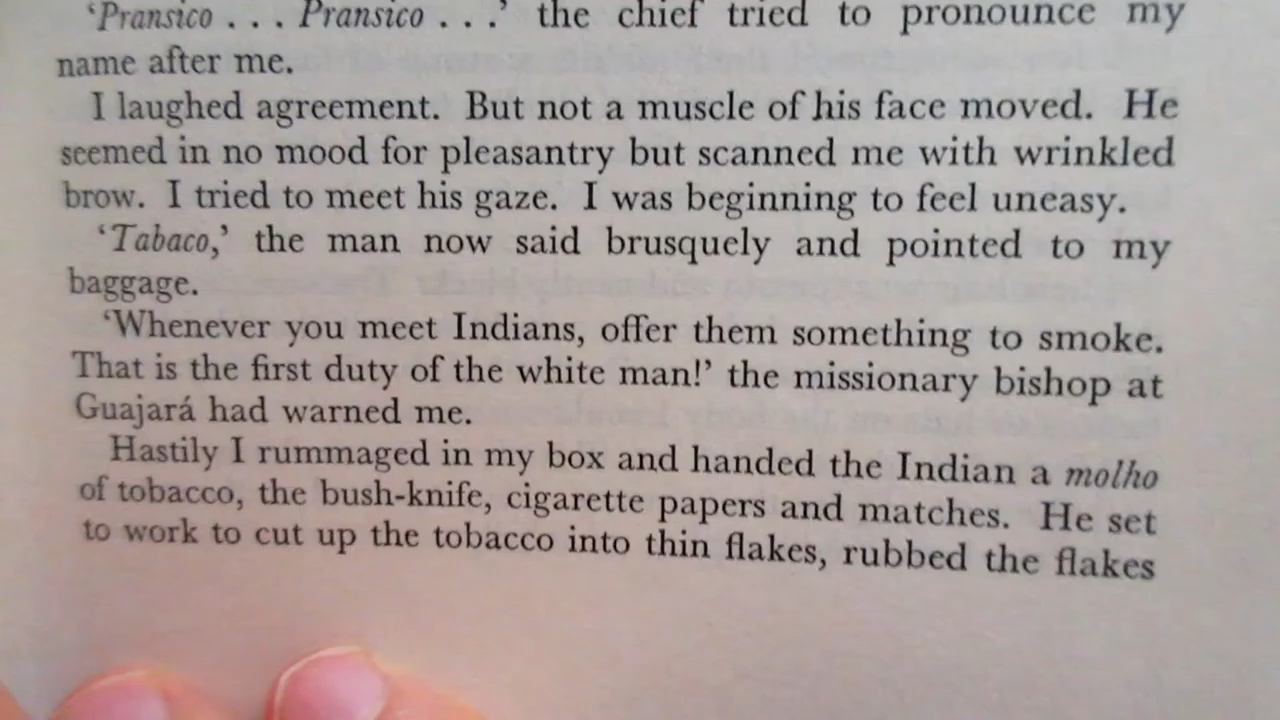 ‘Pransico . . . Pransico . . .’ the chief tried to pronounce my
name after me.
I laughed agreement. But not a muscle of his face moved. He
seemed in no mood for pleasantry but scanned me with wrinkled
brow. I tried to meet his gaze. I was beginning to feel uneasy.
‘Tabaco,’ the man now said brusquely and pointed to my
baggage.
‘Whenever you meet Indians, offer them something to smoke.
That is the first duty of the white man!’ the missionary bishop at
Guajará had warned me.
Hastily I rummaged in my box and handed the Indian a molho
of tobacco, the bush-knife, cigarette papers and matches. He set
to work to cut up the tobacco into thin flakes, rubbed the flakes